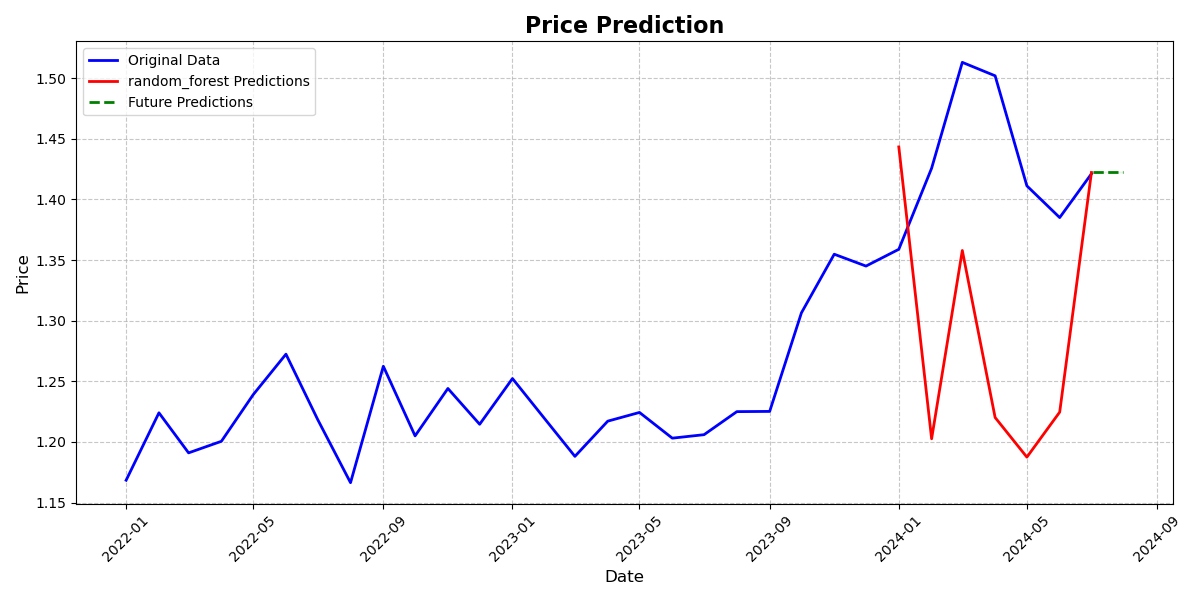 Price Prediction
Original Data
random_forest Predictions
Future Predictions
Price
1.50
1.45
1.40
1.35
1.30
1.25
1.20
1.15
2022-01
2022-05
2022-09
2023-01
2023-05
2023-09
2024-01
2024-05
2024-09
Date